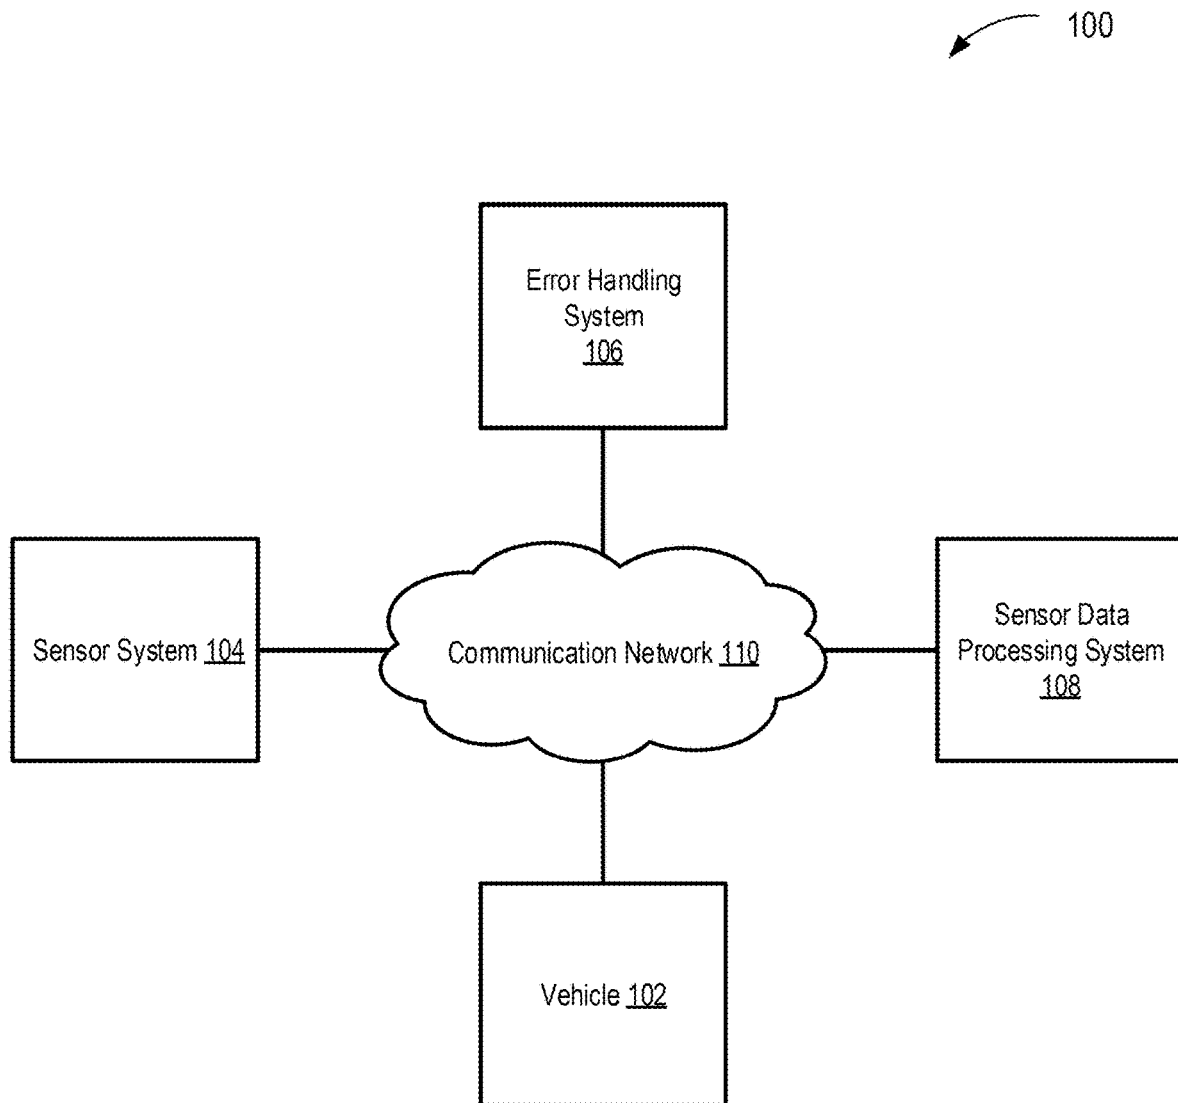 100
Error Handling
System
106
Sensor System 104
Communication Network 110
Sensor Data
Processing System
108
Vehicle 102